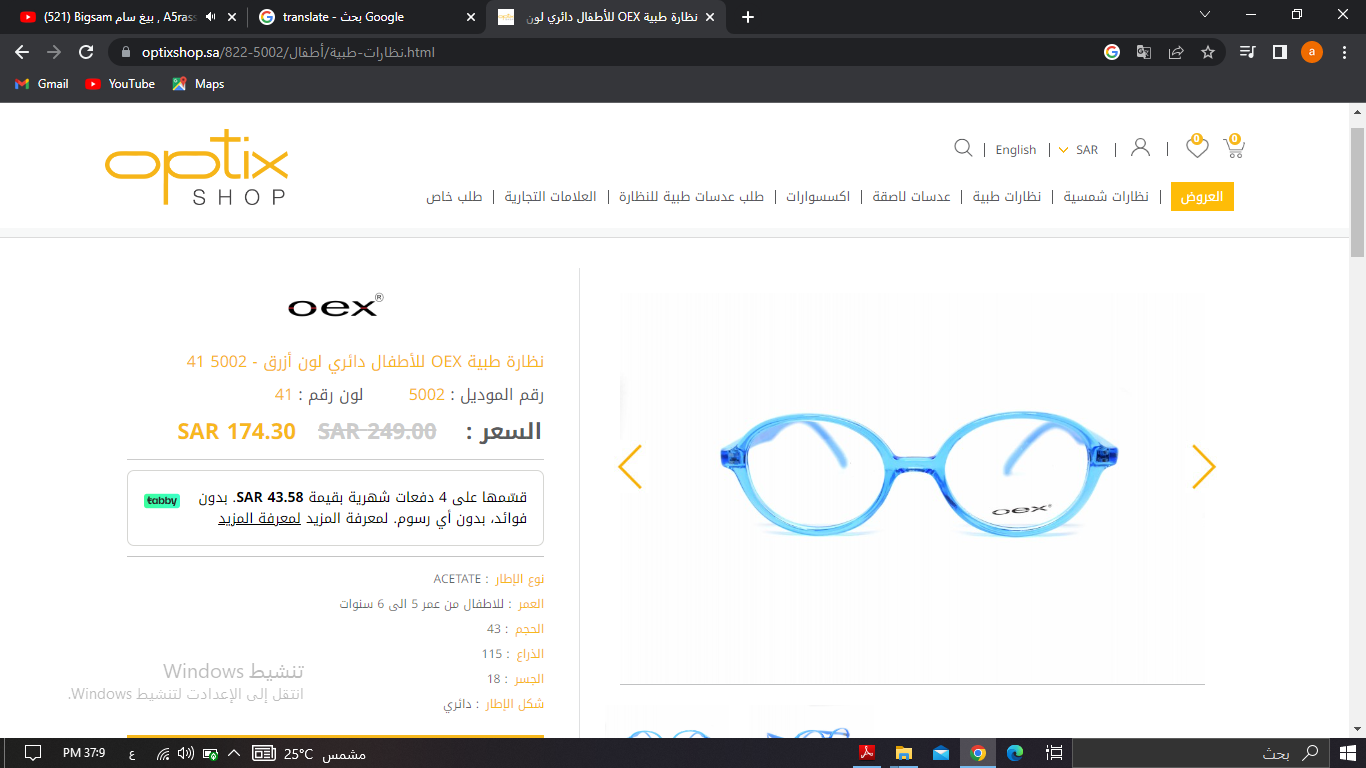 (521) Bigsam بيغ سام , A5rass
translate - بحث Google
نظارة طبية OEX للأطفال دائري لون
optixshop.sa/نظارات-طبية/أطفال/822-5002.html
a
Gmail
YouTube
Maps
optix
SHOP
English
SAR
0
0
العروض
نظارات شمسية
نظارات طبية
عدسات لاصقة
اكسسوارات
طلب عدسات طبية للنظارة
العلامات التجارية
طلب خاص
oex®
نظارة طبية OEX للأطفال دائري لون أزرق - 5002 41
رقم الموديل : 5002 لون رقم : 41
السعر : SAR 249.00 SAR 174.30
قسّمها على 4 دفعات شهرية بقيمة SAR 43.58. بدون
فوائد، بدون أي رسوم. لمعرفة المزيد لمعرفة المزيد
tabby
نوع الإطار : ACETATE
العمر : للاطفال من عمر 5 الى 6 سنوات
الحجم : 43
الذراع : 115
الجسر : 18
شكل الإطار : دائري
oex®
تنشيط Windows
انتقل إلى الإعدادت لتنشيط Windows.
PM 37:9
ع
25°C مشمس
بحث